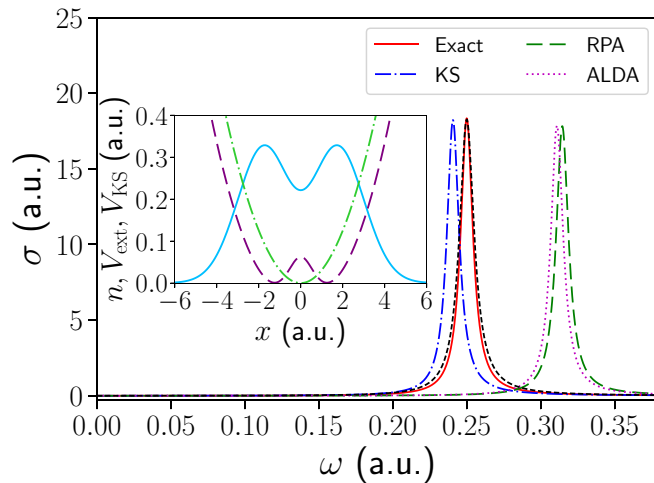 25
20
15
10
5
0
σ (a.u.)
Exact
KS
RPA
ALDA
0.4
0.3
0.2
0.1
0.0
n, V_ext, V_KS (a.u.)
−6 −4 −2 0 2 4 6
x (a.u.)
0.00 0.05 0.10 0.15 0.20 0.25 0.30 0.35
ω (a.u.)